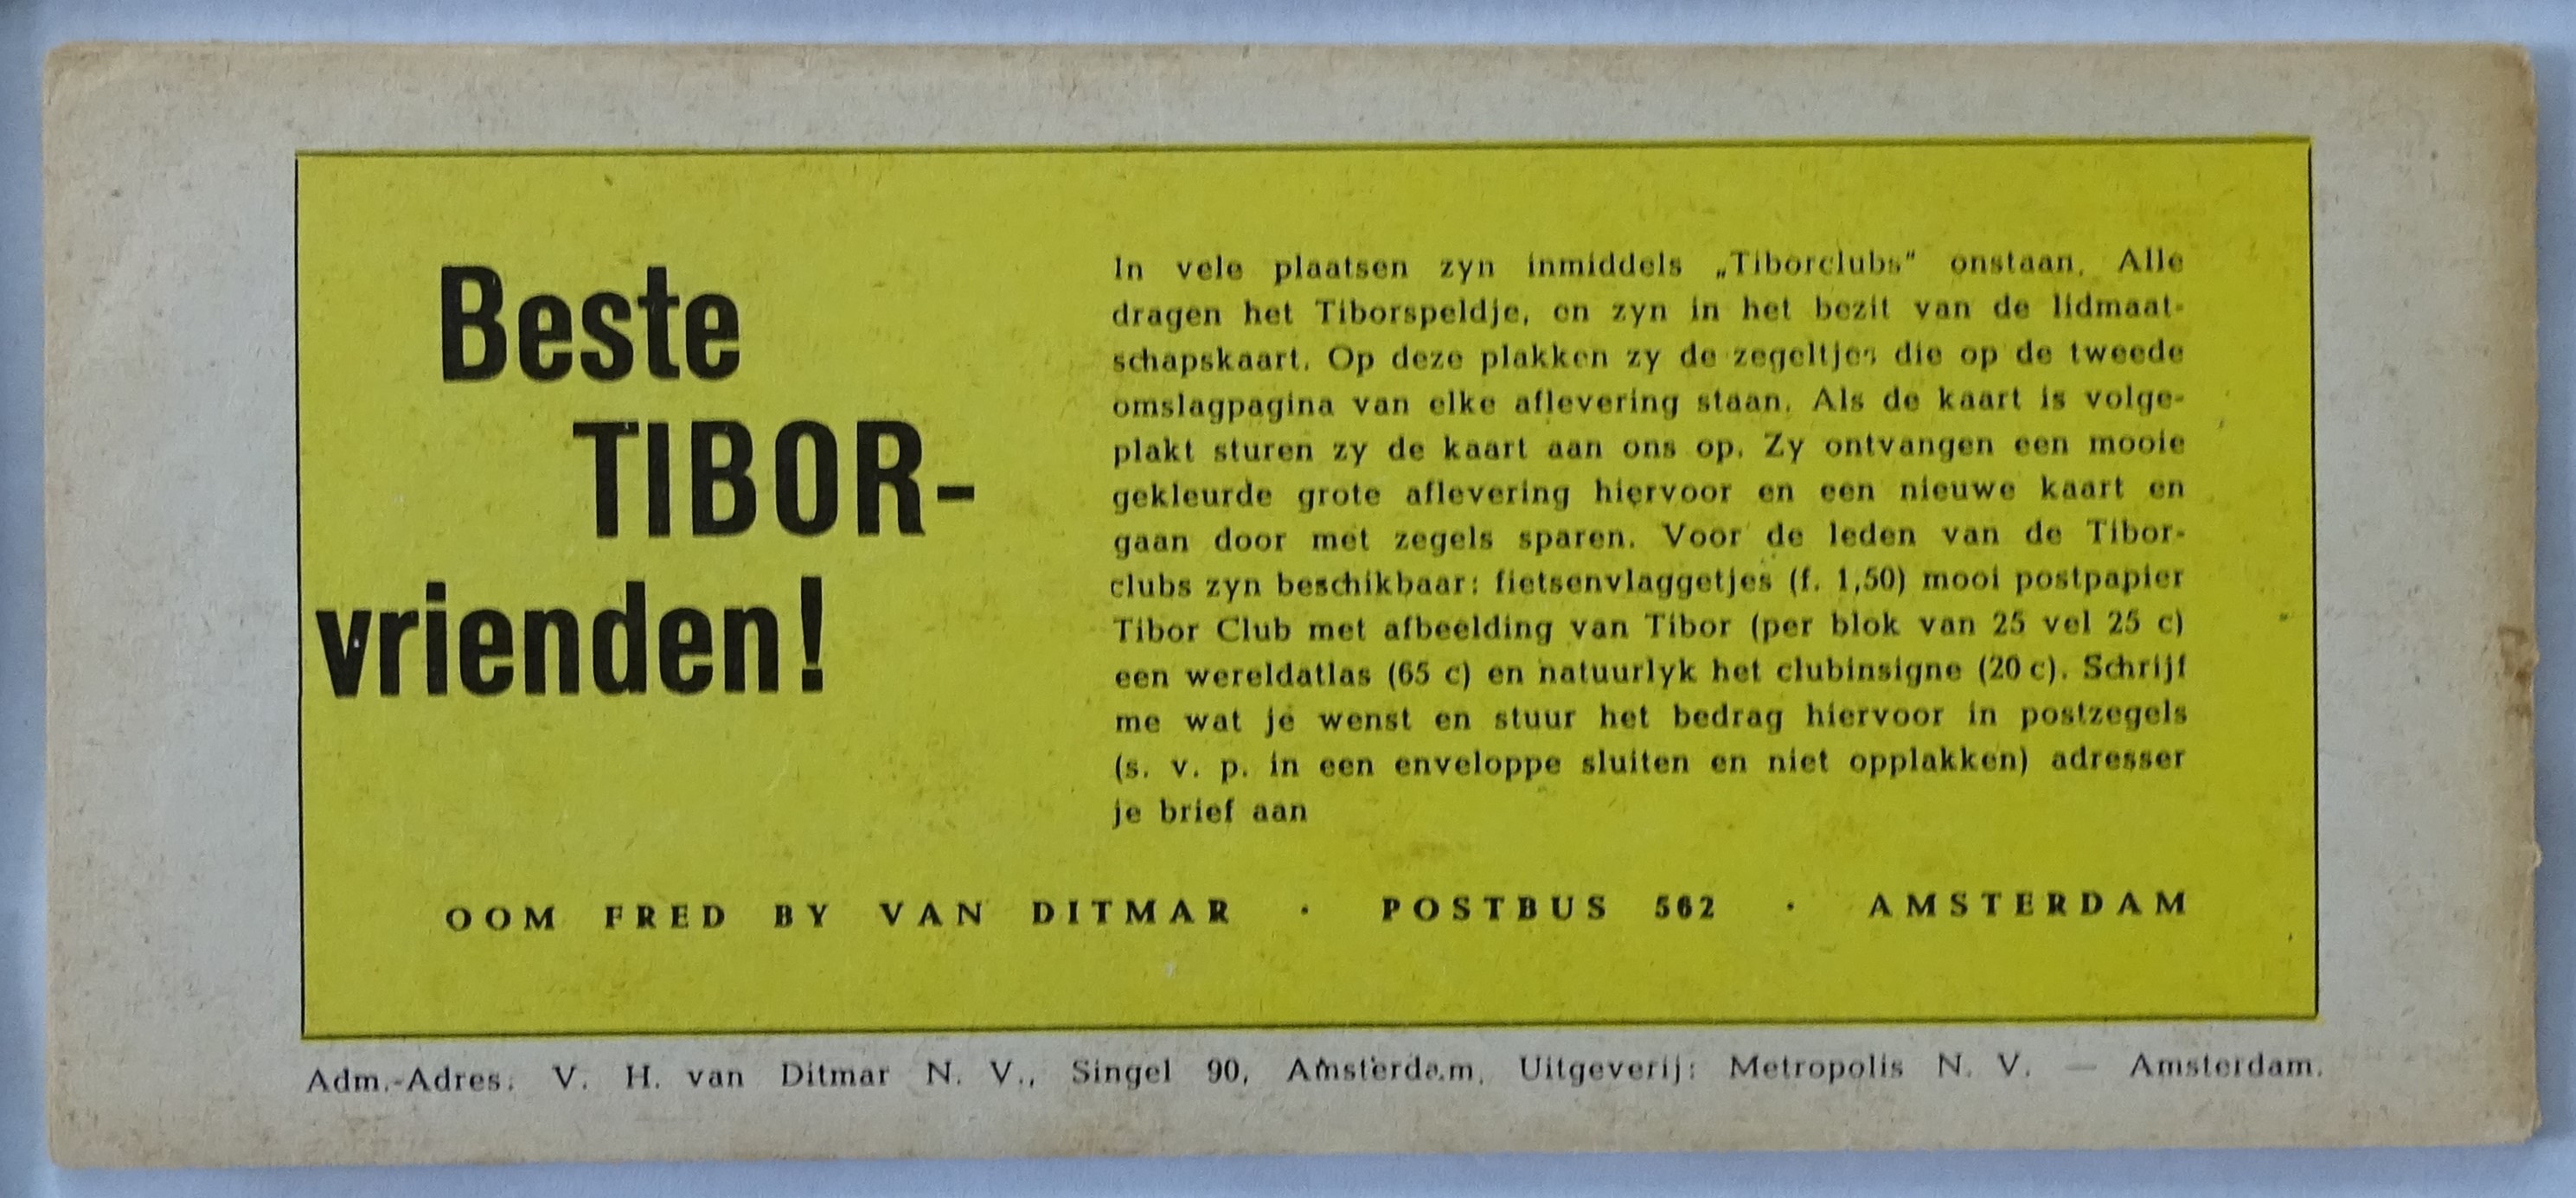 Beste
TIBOR-
vrienden!
In vele plaatsen zyn inmiddels „Tiborclubs“ onstaan. Alle
dragen het Tiborspeldje, en zyn in het bezit van de lidmaat-
schapskaart. Op deze plakken zy de zegeltjes die op de tweede
omslagpagina van elke aflevering staan. Als de kaart is volge-
plakt sturen zy de kaart aan ons op. Zy ontvangen een mooie
gekleurde grote aflevering hiervoor en een nieuwe kaart en
gaan door met zegels sparen. Voor de leden van de Tibor-
clubs zyn beschikbaar: fietsenvlaggetjes (f. 1,50) mooi postpapier
Tibor Club met afbeelding van Tibor (per blok van 25 vel 25 c)
een wereldatlas (65 c) en natuurlyk het clubinsigne (20 c). Schrijf
me wat je wenst en stuur het bedrag hiervoor in postzegels
(s. v. p. in een enveloppe sluiten en niet opplakken) adresser
je brief aan
OOM FRED BY VAN DITMAR · POSTBUS 562 · AMSTERDAM
Adm.-Adres: V. H. van Ditmar N. V., Singel 90, Amsterdam, Uitgeverij: Metropolis N. V. — Amsterdam.